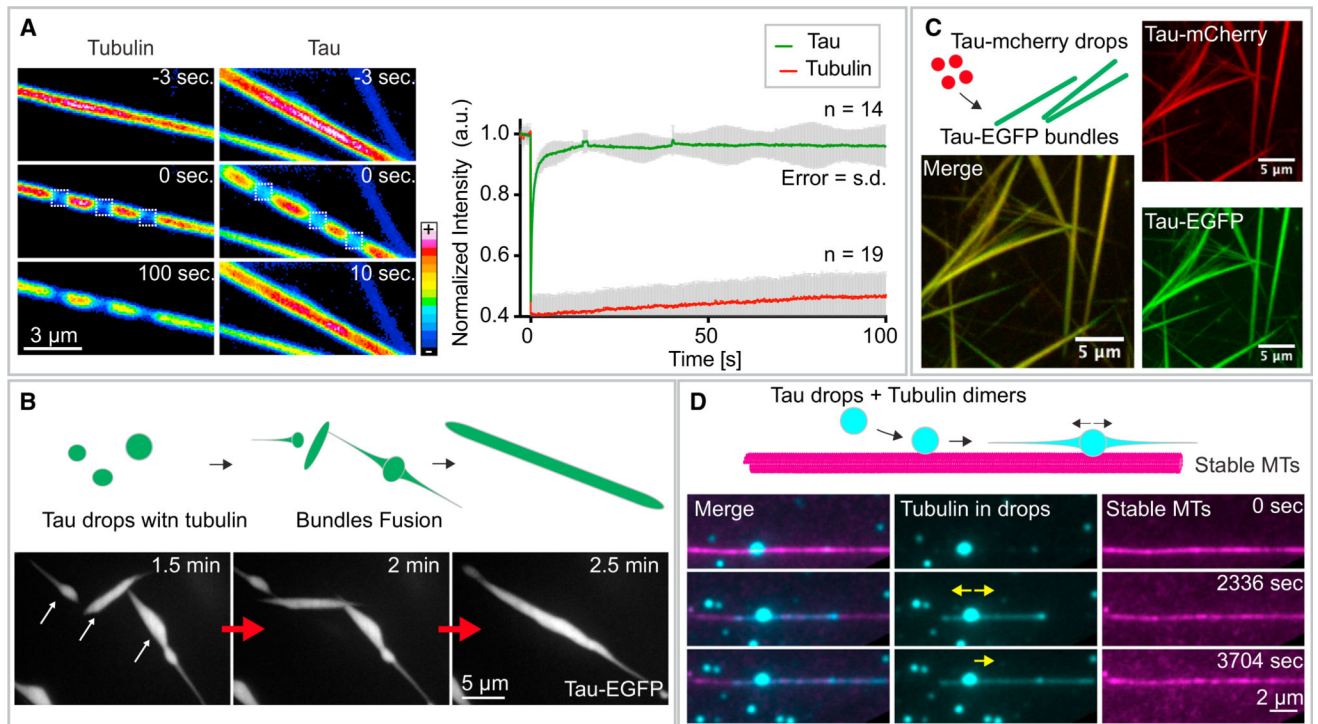 A
Tubulin
Tau
-3 sec.
-3 sec.
0 sec.
0 sec.
100 sec.
10 sec.
3 µm
+
-
Tau
Tubulin
n = 14
Error = s.d.
n = 19
Normalized Intensity (a.u.)
1.0
0.8
0.6
0.4
0
50
100
Time [s]
C
Tau-mcherry drops
Tau-EGFP bundles
Tau-mCherry
5 µm
Merge
5 µm
Tau-EGFP
5 µm
B
Tau drops witn tubulin
Bundles Fusion
1.5 min
2 min
2.5 min
5 µm
Tau-EGFP
D
Tau drops + Tubulin dimers
Stable MTs
Merge
Tubulin in drops
Stable MTs
0 sec
2336 sec
3704 sec
2 µm